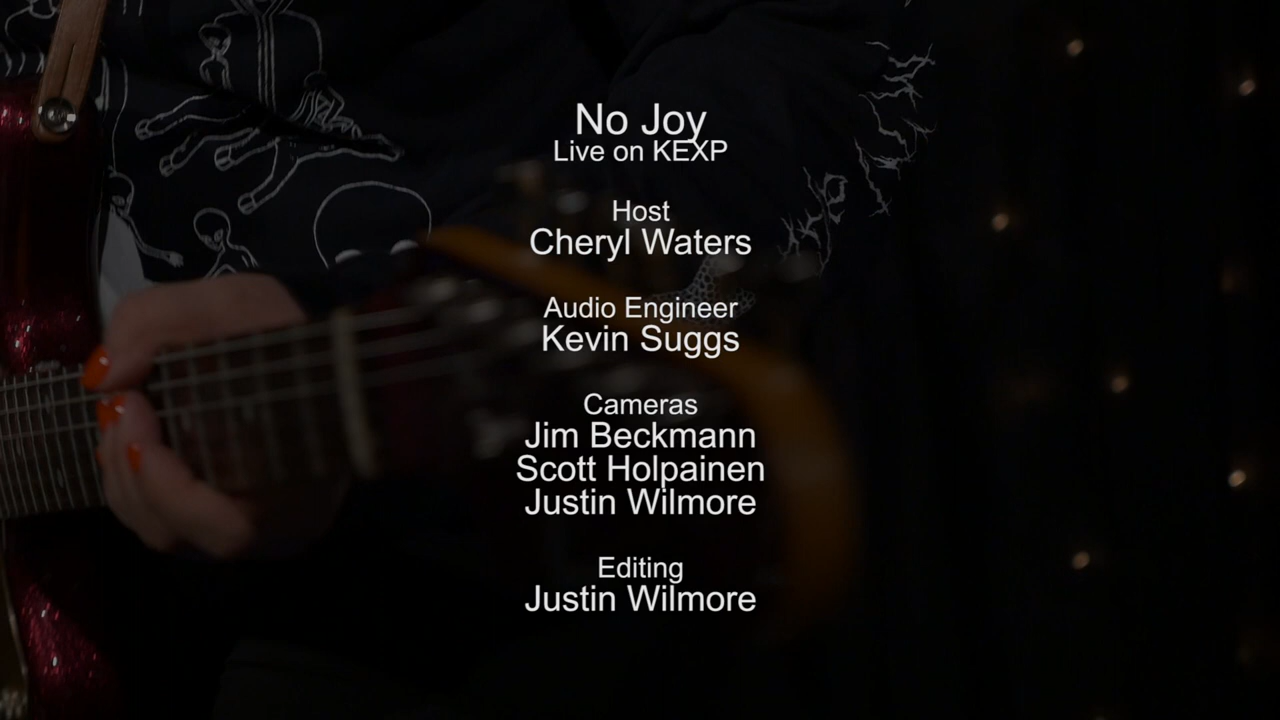 No Joy
Live on KEXP
Host
Cheryl Waters
Audio Engineer
Kevin Suggs
Cameras
Jim Beckmann
Scott Holpainen
Justin Wilmore
Editing
Justin Wilmore